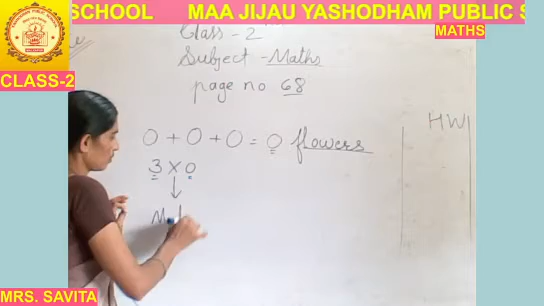 SCHOOL MAA JIJAU YASHODHAM PUBLIC S
MATHS
CLASS-2
Class - 2
Subject - Maths
page no 68
HW
0 + 0 + 0 = 0 flowers
3 × 0
MRS. SAVITA